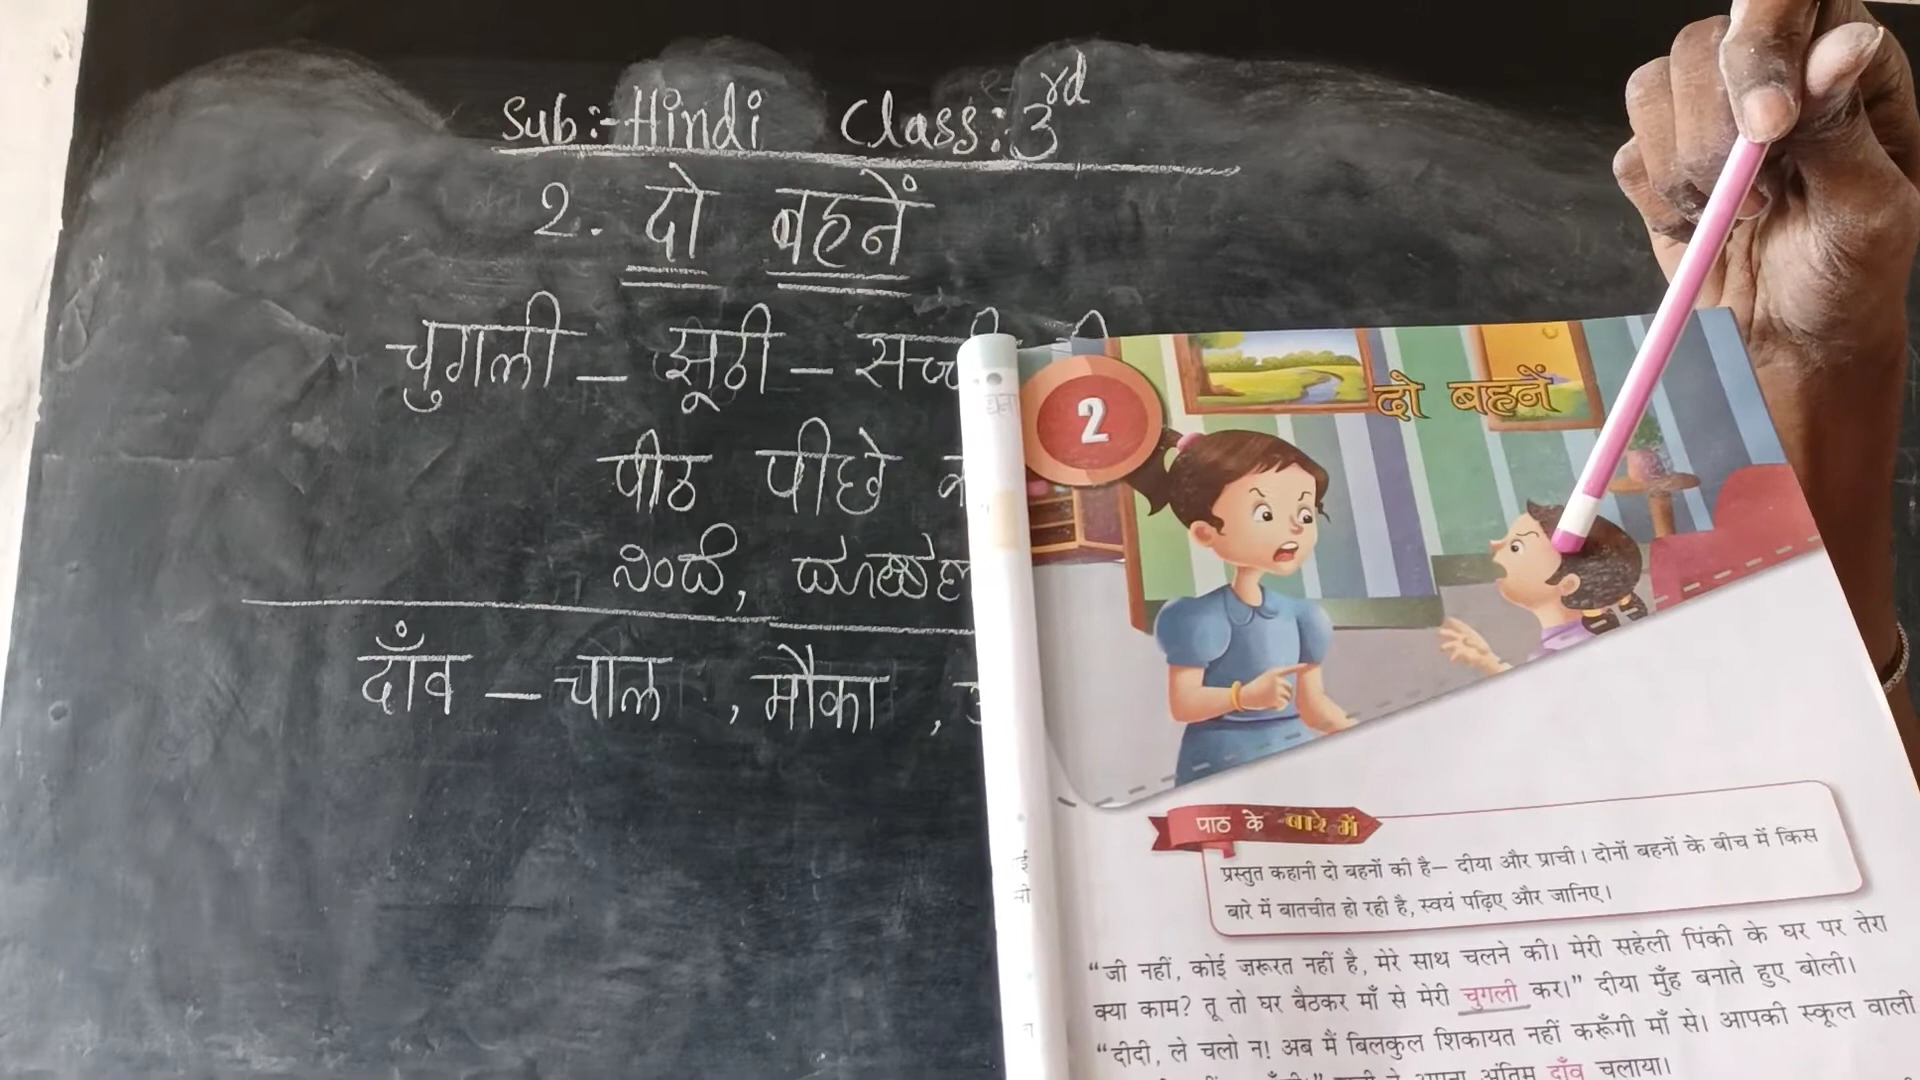 Sub:- Hindi Class: 3rd
2. दो बहनें
चुगली – झूठी – सच्ची
पीठ पीछे
ನಿಂದೆ,
दाँव – चाल , मौका ,
2
दो बहनें
पाठ के बारे में
प्रस्तुत कहानी दो बहनों की है– दीया और प्राची। दोनों बहनों के बीच में किस
बारे में बातचीत हो रही है, स्वयं पढ़िए और जानिए।
“जी नहीं, कोई ज़रूरत नहीं है, मेरे साथ चलने की। मेरी सहेली पिंकी के घर पर तेरा
क्या काम? तू तो घर बैठकर माँ से मेरी चुगली कर।” दीया मुँह बनाते हुए बोली।
“दीदी, ले चलो न! अब मैं बिलकुल शिकायत नहीं करूँगी माँ से। आपकी स्कूल वाली
अपना अंतिम दाँव चलाया।